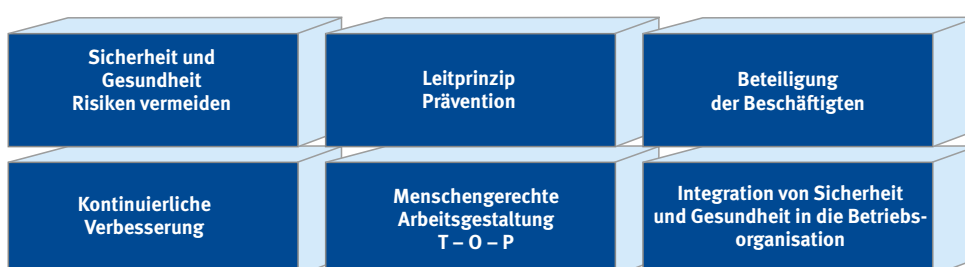 Sicherheit und
Gesundheit
Risiken vermeiden
Leitprinzip
Prävention
Beteiligung
der Beschäftigten
Kontinuierliche
Verbesserung
Menschengerechte
Arbeitsgestaltung
T – O – P
Integration von Sicherheit
und Gesundheit in die Betriebs-
organisation